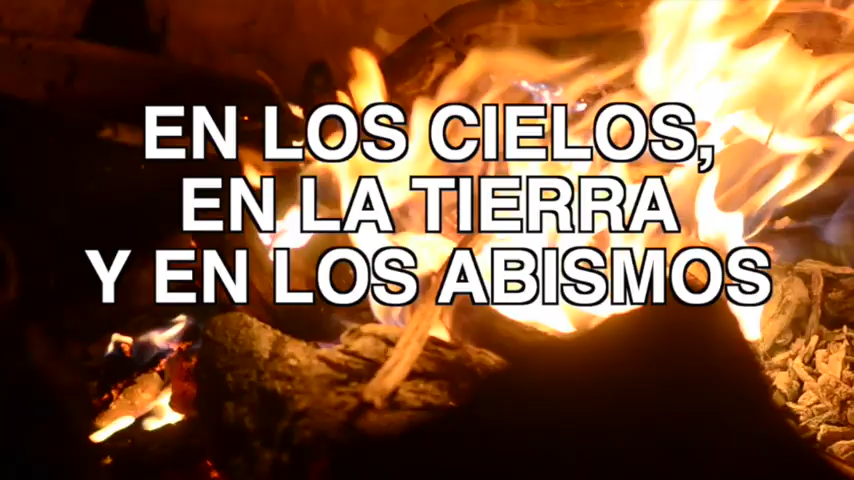 EN LOS CIELOS,
EN LA TIERRA
Y EN LOS ABISMOS